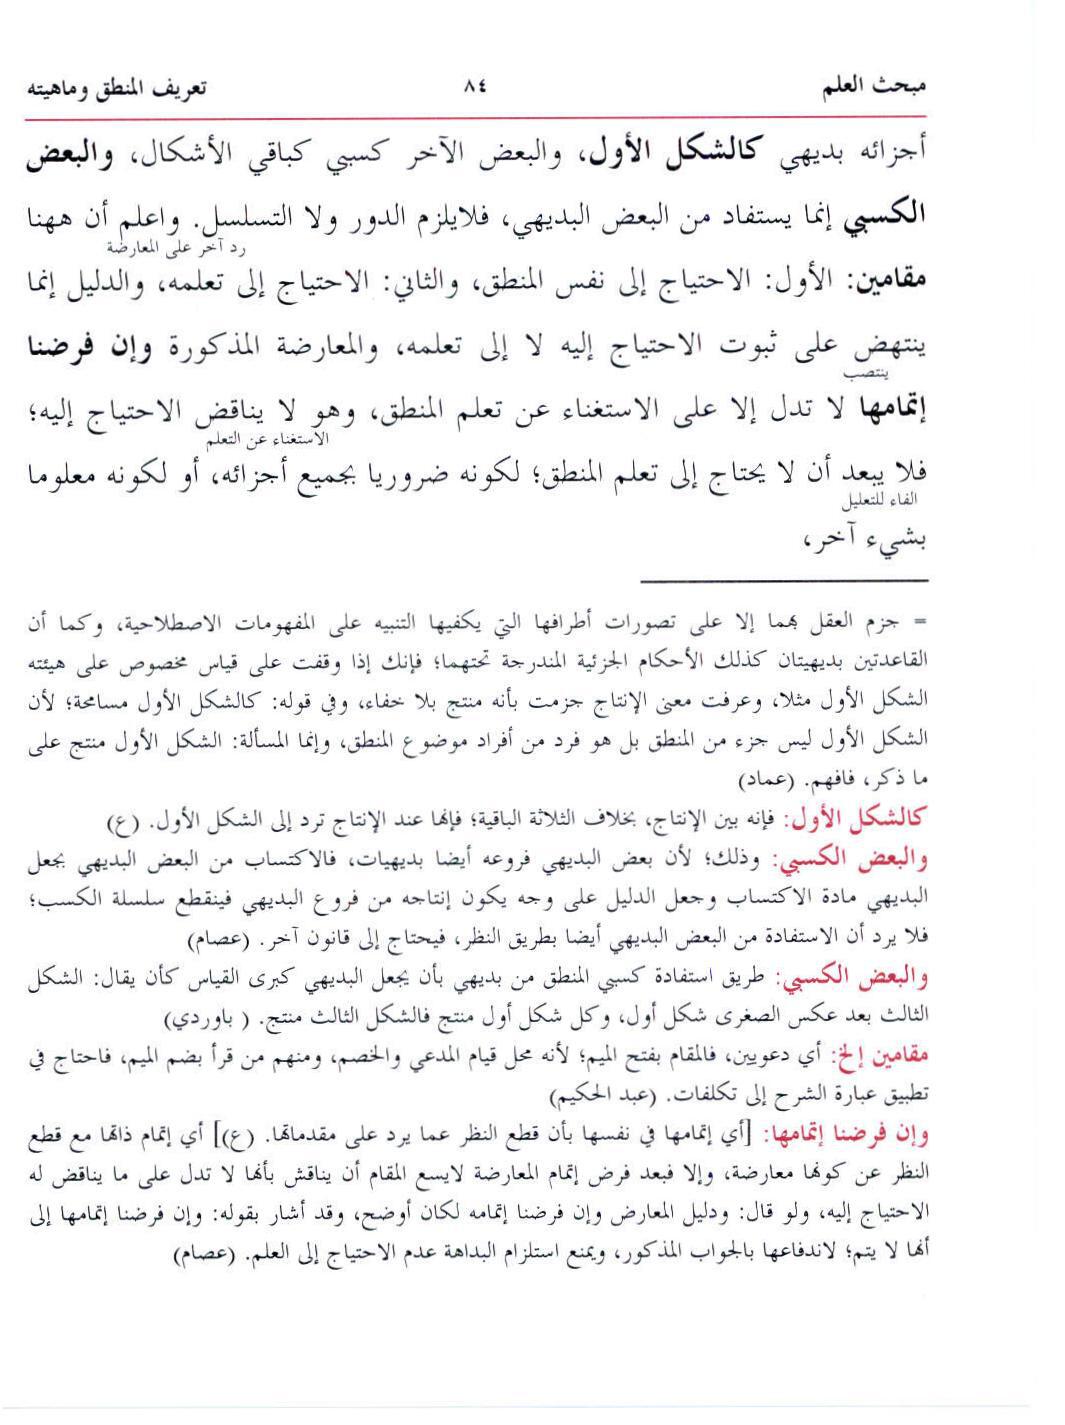 مبحث العلم ٨٤ تعريف المنطق وماهيته
أجزائه بديهي كالشكل الأول، والبعض الآخر كسبي كباقي الأشكال، والبعض
الكسبي إنما يستفاد من البعض البديهي، فلايلزم الدور ولا التسلسل. واعلم أن ههنا
رد آخر على المعارضة
مقامين: الأول: الاحتياج إلى نفس المنطق، والثاني: الاحتياج إلى تعلمه، والدليل إنما
ينتهض على ثبوت الاحتياج إليه لا إلى تعلمه، والمعارضة المذكورة وإن فرضنا
ينتصب
إتمامها لا تدل إلا على الاستغناء عن تعلم المنطق، وهو لا يناقض الاحتياج إليه؛
الاستغناء عن التعلم
فلا يبعد أن لا يحتاج إلى تعلم المنطق؛ لكونه ضروريا بجميع أجزائه، أو لكونه معلوما
الفاء للتعليل
بشيء آخر،
= جزم العقل بهما إلا على تصورات أطرافها التي يكفيها التنبيه على المفهومات الاصطلاحية، وكما أن
القاعدتين بديهيتان كذلك الأحكام الجزئية المندرجة تحتهما؛ فإنك إذا وقفت على قياس مخصوص على هيئته
الشكل الأول مثلا، وعرفت معنى الإنتاج جزمت بأنه منتج بلا خفاء، وفي قوله: كالشكل الأول مسامحة؛ لأن
الشكل الأول ليس جزء من المنطق بل هو فرد من أفراد موضوع المنطق، وإنما المسألة: الشكل الأول منتج على
ما ذكر، فافهم. (عماد)
كالشكل الأول: فإنه بين الإنتاج، بخلاف الثلاثة الباقية؛ فإنها عند الإنتاج ترد إلى الشكل الأول. (ع)
والبعض الكسبي: وذلك؛ لأن بعض البديهي فروعه أيضا بديهيات، فالاكتساب من البعض البديهي بجعل
البديهي مادة الاكتساب وجعل الدليل على وجه يكون إنتاجه من فروع البديهي فينقطع سلسلة الكسب؛
فلا يرد أن الاستفادة من البعض البديهي أيضا بطريق النظر، فيحتاج إلى قانون آخر. (عصام)
والبعض الكسبي: طريق استفادة كسبي المنطق من بديهي بأن يجعل البديهي كبرى القياس كأن يقال: الشكل
الثالث بعد عكس الصغرى شكل أول، وكل شكل أول منتج فالشكل الثالث منتج. ( باوردي)
مقامين إلخ: أي دعويين، فالمقام بفتح الميم؛ لأنه محل قيام المدعي والخصم، ومنهم من قرأ بضم الميم، فاحتاج في
تطبيق عبارة الشرح إلى تكلفات. (عبد الحكيم)
وإن فرضنا إتمامها: [أي إتمامها في نفسها بأن قطع النظر عما يرد على مقدماتها. (ع)] أي إتمام ذاتها مع قطع
النظر عن كونها معارضة، وإلا فبعد فرض إتمام المعارضة لايسع المقام أن يناقش بأنها لا تدل على ما يناقض له
الاحتياج إليه، ولو قال: ودليل المعارض وإن فرضنا إتمامه لكان أوضح، وقد أشار بقوله: وإن فرضنا إتمامها إلى
أنها لا يتم؛ لاندفاعها بالجواب المذكور، ويمنع استلزام البداهة عدم الاحتياج إلى العلم. (عصام)